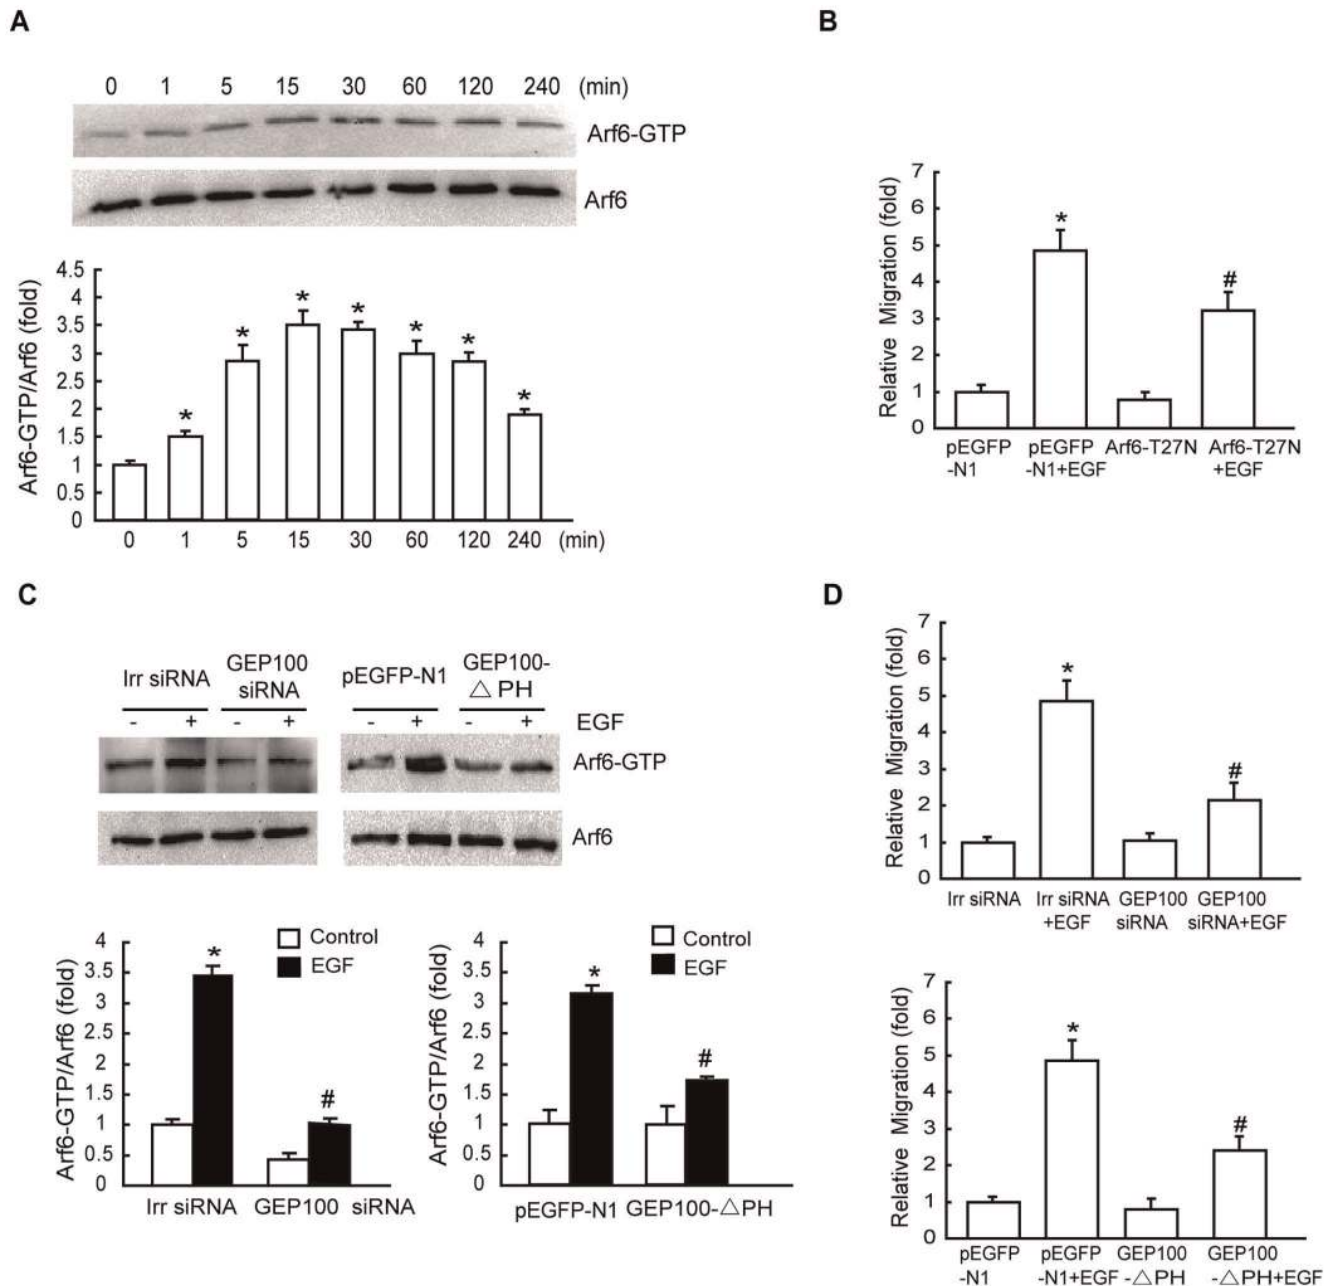 A
0 1 5 15 30 60 120 240 (min)
Arf6-GTP
Arf6
Arf6-GTP/Arf6 (fold)
4.5
4
3.5
3
2.5
2
1.5
1
0.5
0
* * * * * * *
0 1 5 15 30 60 120 240 (min)
B
Relative Migration (fold)
7
6
5
4
3
2
1
0
*
#
pEGFP
-N1
pEGFP
-N1+EGF
Arf6-T27N
Arf6-T27N
+EGF
C
Irr siRNA
GEP100
siRNA
pEGFP-N1
GEP100-
△ PH
- + - + - + - + EGF
Arf6-GTP
Arf6
Arf6-GTP/Arf6 (fold)
4
3.5
3
2.5
2
1.5
1
0.5
0
*
#
Control
EGF
Irr siRNA GEP100 siRNA
Arf6-GTP/Arf6 (fold)
4
3.5
3
2.5
2
1.5
1
0.5
0
*
#
Control
EGF
pEGFP-N1 GEP100-△PH
D
Relative Migration (fold)
7
6
5
4
3
2
1
0
*
#
Irr siRNA
Irr siRNA
+EGF
GEP100
siRNA
GEP100
siRNA+EGF
Relative Migration (fold)
7
6
5
4
3
2
1
0
*
#
pEGFP
-N1
pEGFP
-N1+EGF
GEP100
-△PH
GEP100
-△PH+EGF